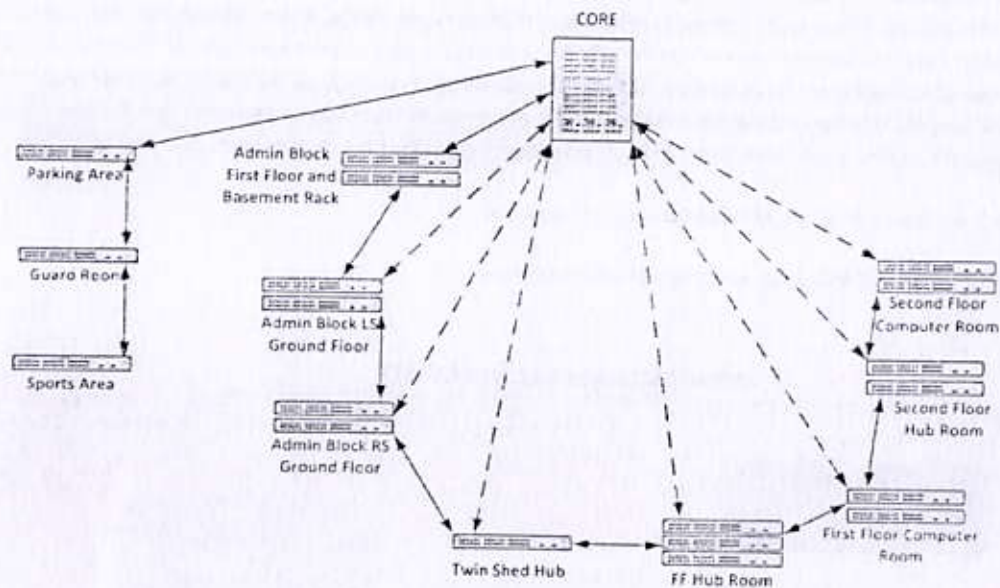 CORE
Parking Area
Guard Room
Sports Area
Admin Block
First Floor and
Basement Rack
Admin Block LS
Ground Floor
Admin Block RS
Ground Floor
Twin Shed Hub
FF Hub Room
First Floor Computer
Room
Second Floor
Hub Room
Second Floor
Computer Room